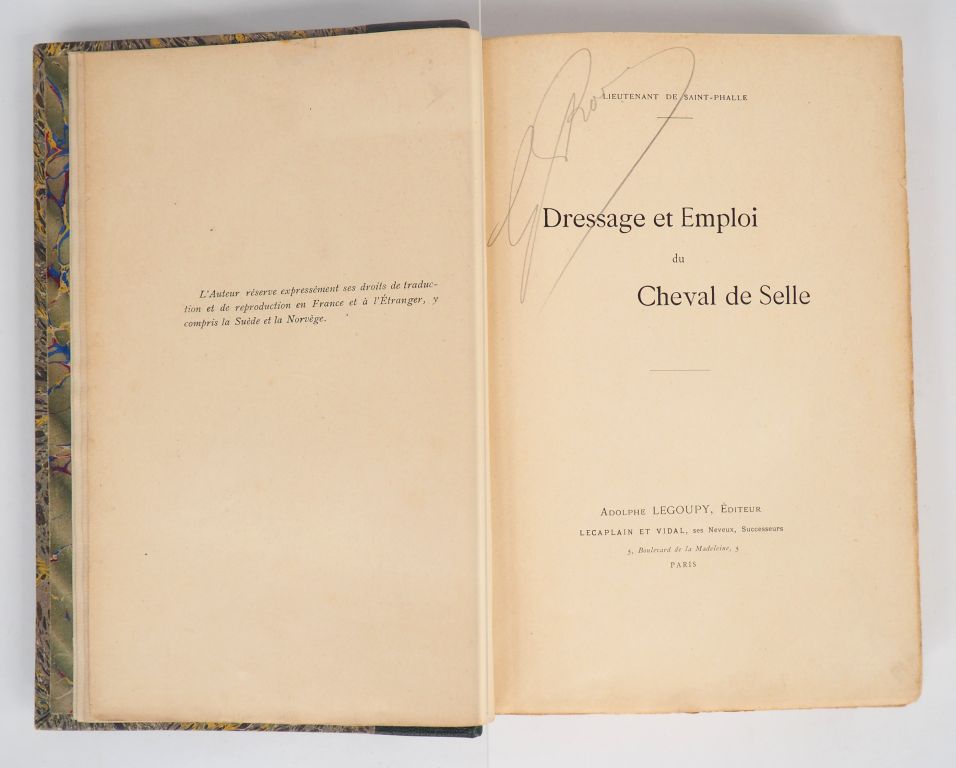 L'Auteur réserve expressément ses droits de traduc-
tion et de reproduction en France et à l'Étranger, y
compris la Suède et la Norvège.
LIEUTENANT DE SAINT-PHALLE
Dressage et Emploi
du
Cheval de Selle
ADOLPHE LEGOUPY, ÉDITEUR
LECAPLAIN ET VIDAL, ses Neveux, Successeurs
5, Boulevard de la Madeleine, 5
PARIS